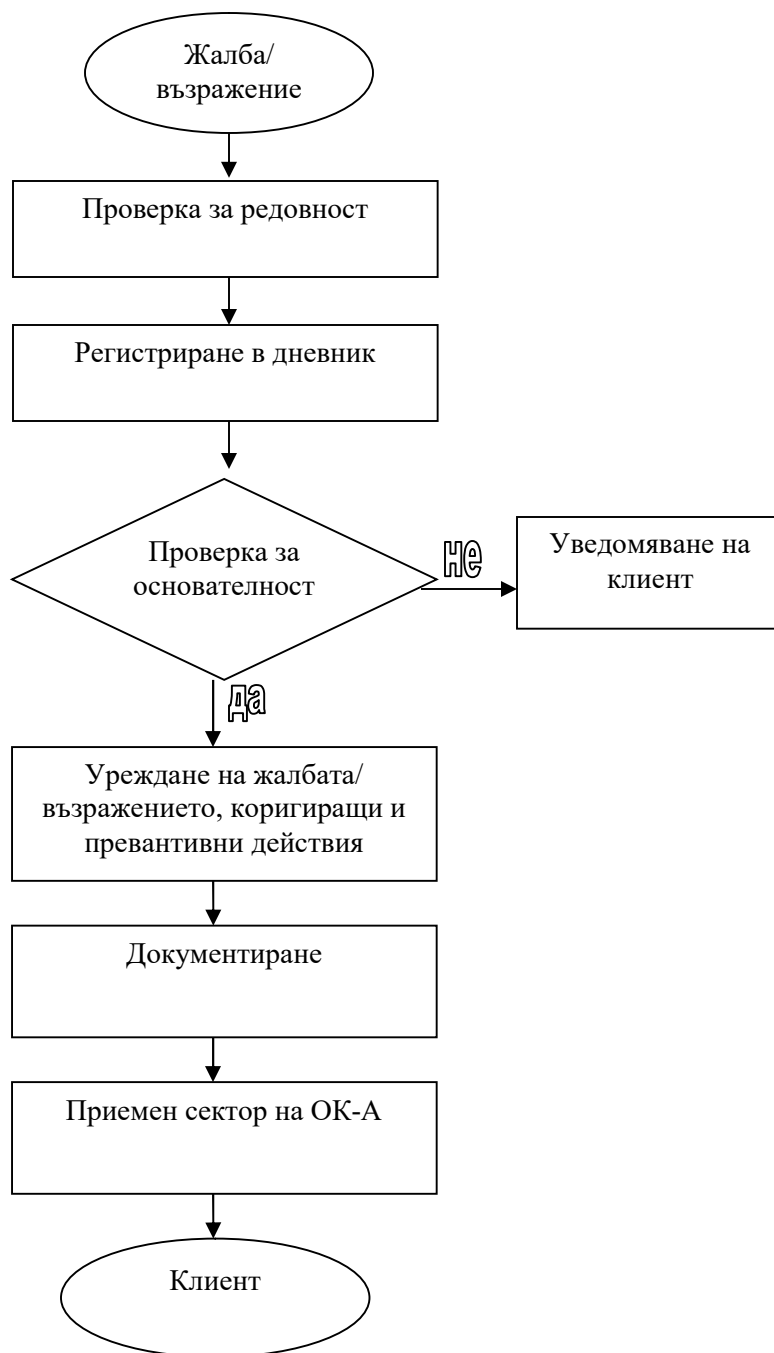 Жалба/
възражение
Проверка за редовност
Регистриране в дневник
Проверка за
основателност
не
Уведомяване на
клиент
да
Уреждане на жалбата/
възражението, коригиращи и
превантивни действия
Документиране
Приемен сектор на ОК-А
Клиент